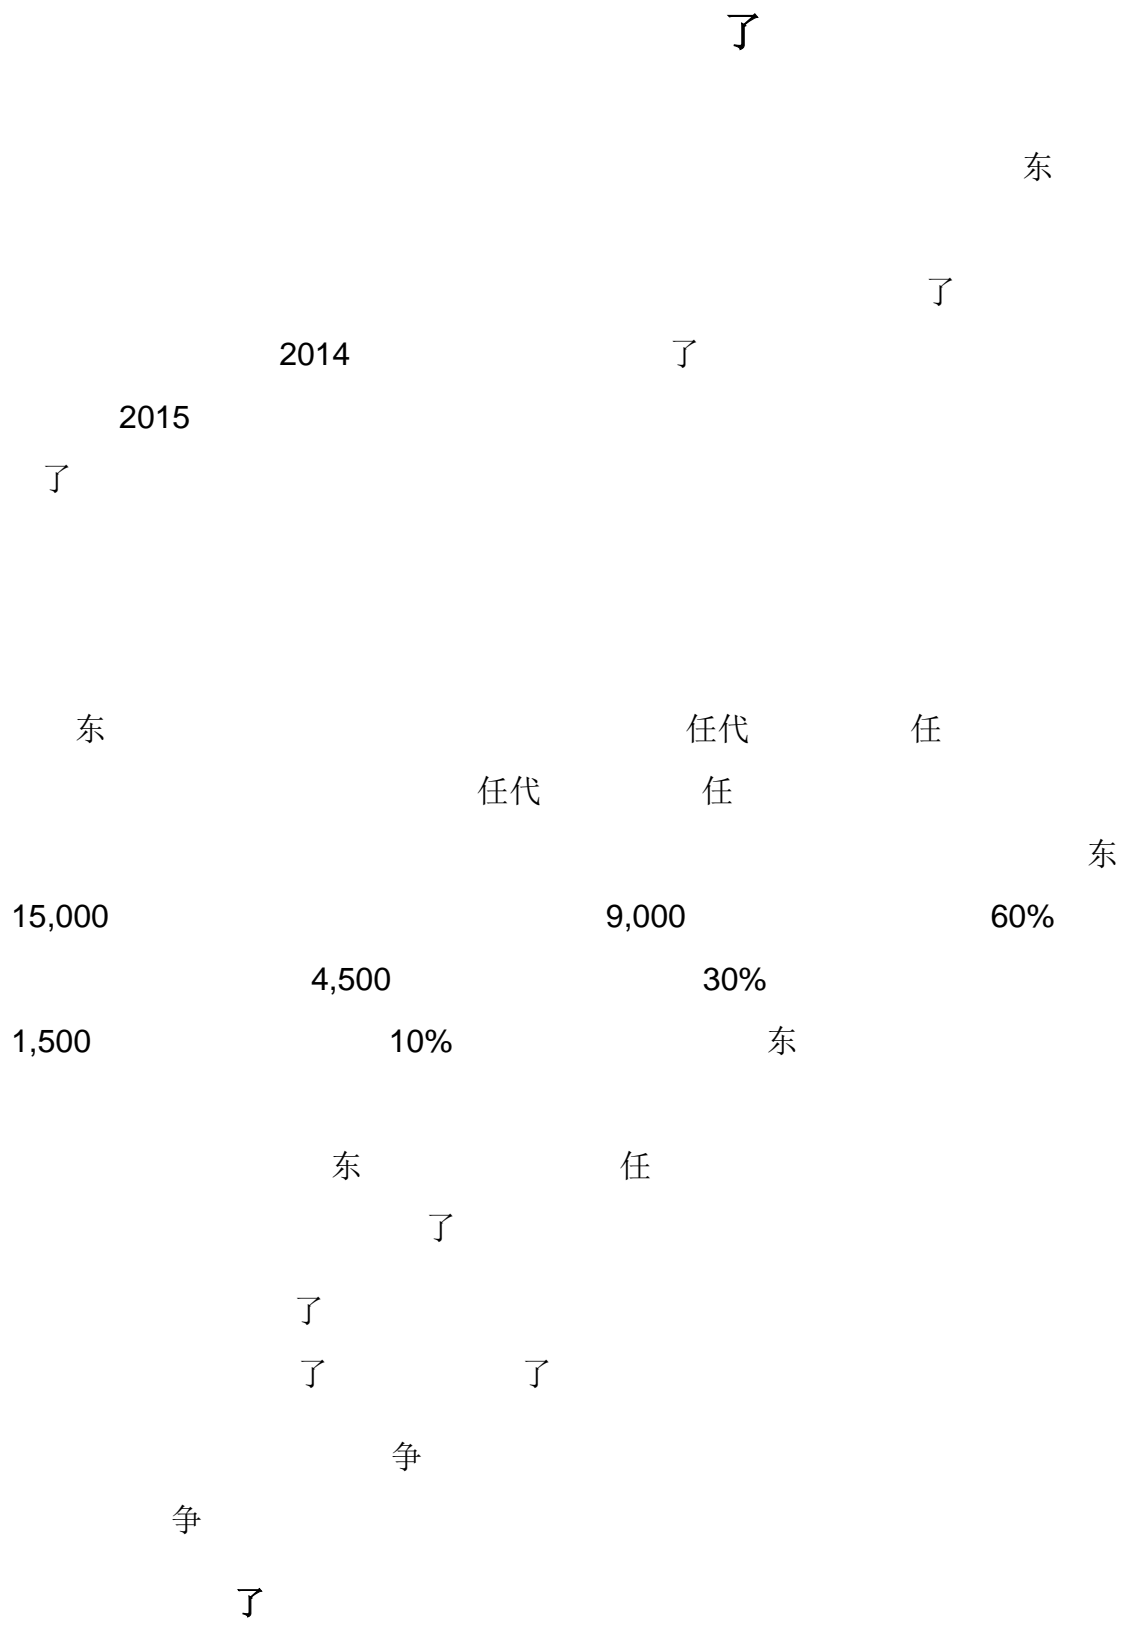 了
东
了
2014 了
2015
了
东 任代 任
任代 任
东
15,000 9,000 60%
4,500 30%
1,500 10% 东
东 任
了
了
了 了
争
争
了